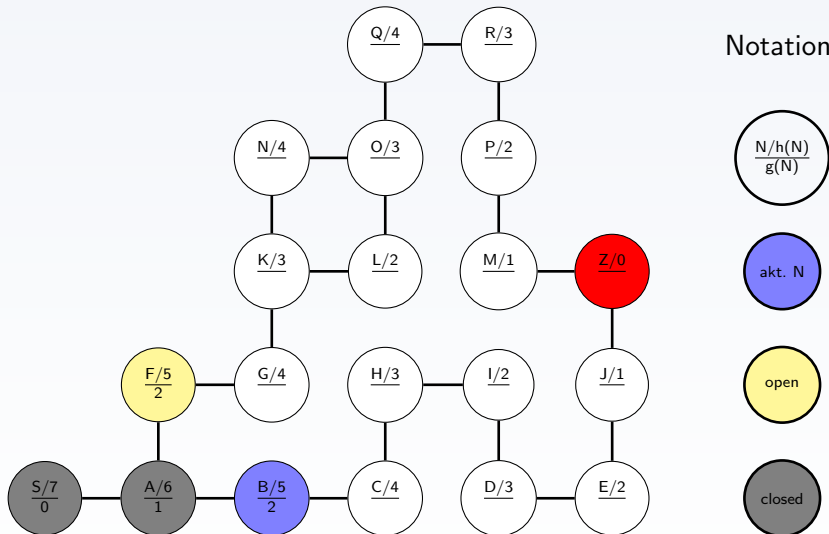 Q/4
R/3
Notation
N/4
O/3
P/2
N/h(N)
g(N)
K/3
L/2
M/1
Z/0
akt. N
F/5
2
G/4
H/3
I/2
J/1
open
S/7
0
A/6
1
B/5
2
C/4
D/3
E/2
closed